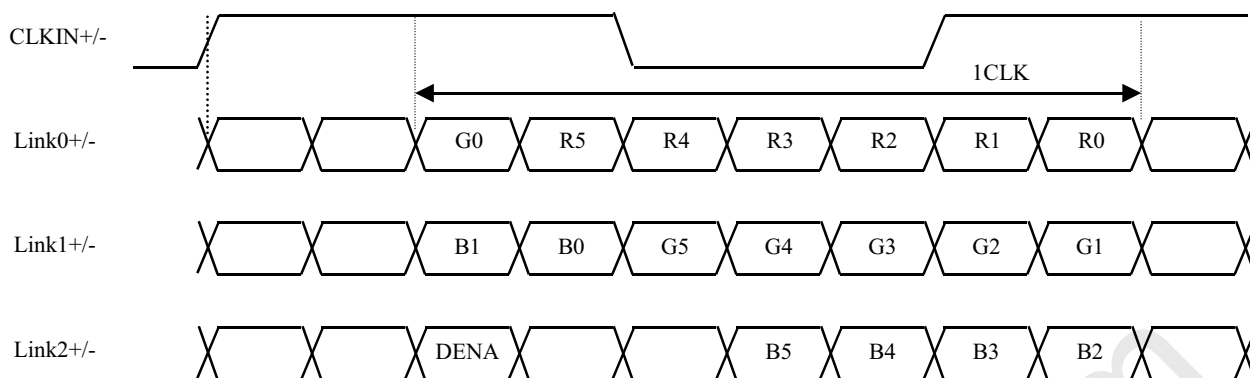 CLKIN+/-
1CLK
Link0+/- G0 R5 R4 R3 R2 R1 R0
Link1+/- B1 B0 G5 G4 G3 G2 G1
Link2+/- DENA B5 B4 B3 B2